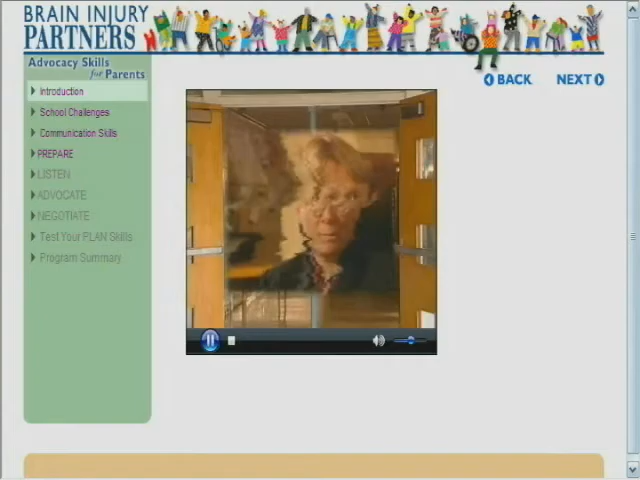 BRAIN INJURY
PARTNERS
Advocacy Skills
for Parents
BACK
NEXT
Introduction
School Challenges
Communication Skills
PREPARE
LISTEN
ADVOCATE
NEGOTIATE
Test Your PLAN Skills
Program Summary